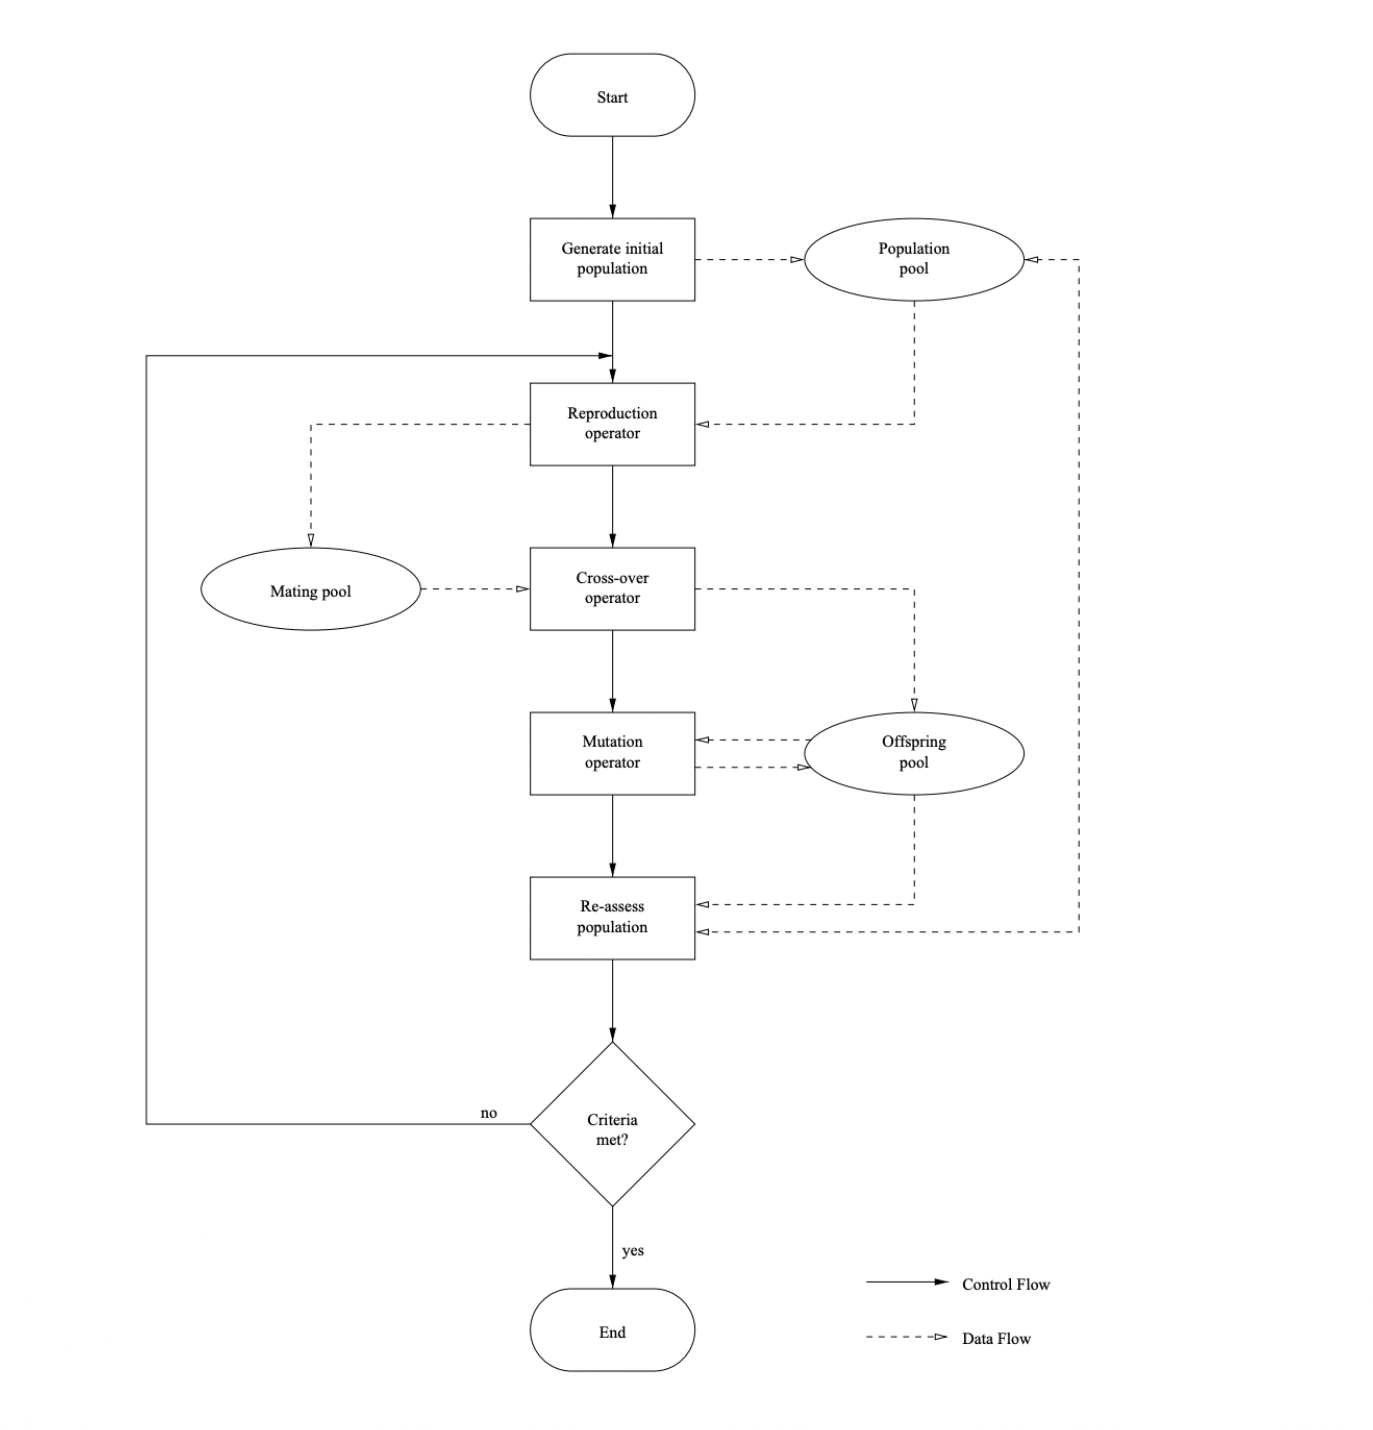 Start
Generate initial
population
Population
pool
Reproduction
operator
Mating pool
Cross-over
operator
Mutation
operator
Offspring
pool
Re-assess
population
no
Criteria
met?
yes
End
Control Flow
Data Flow